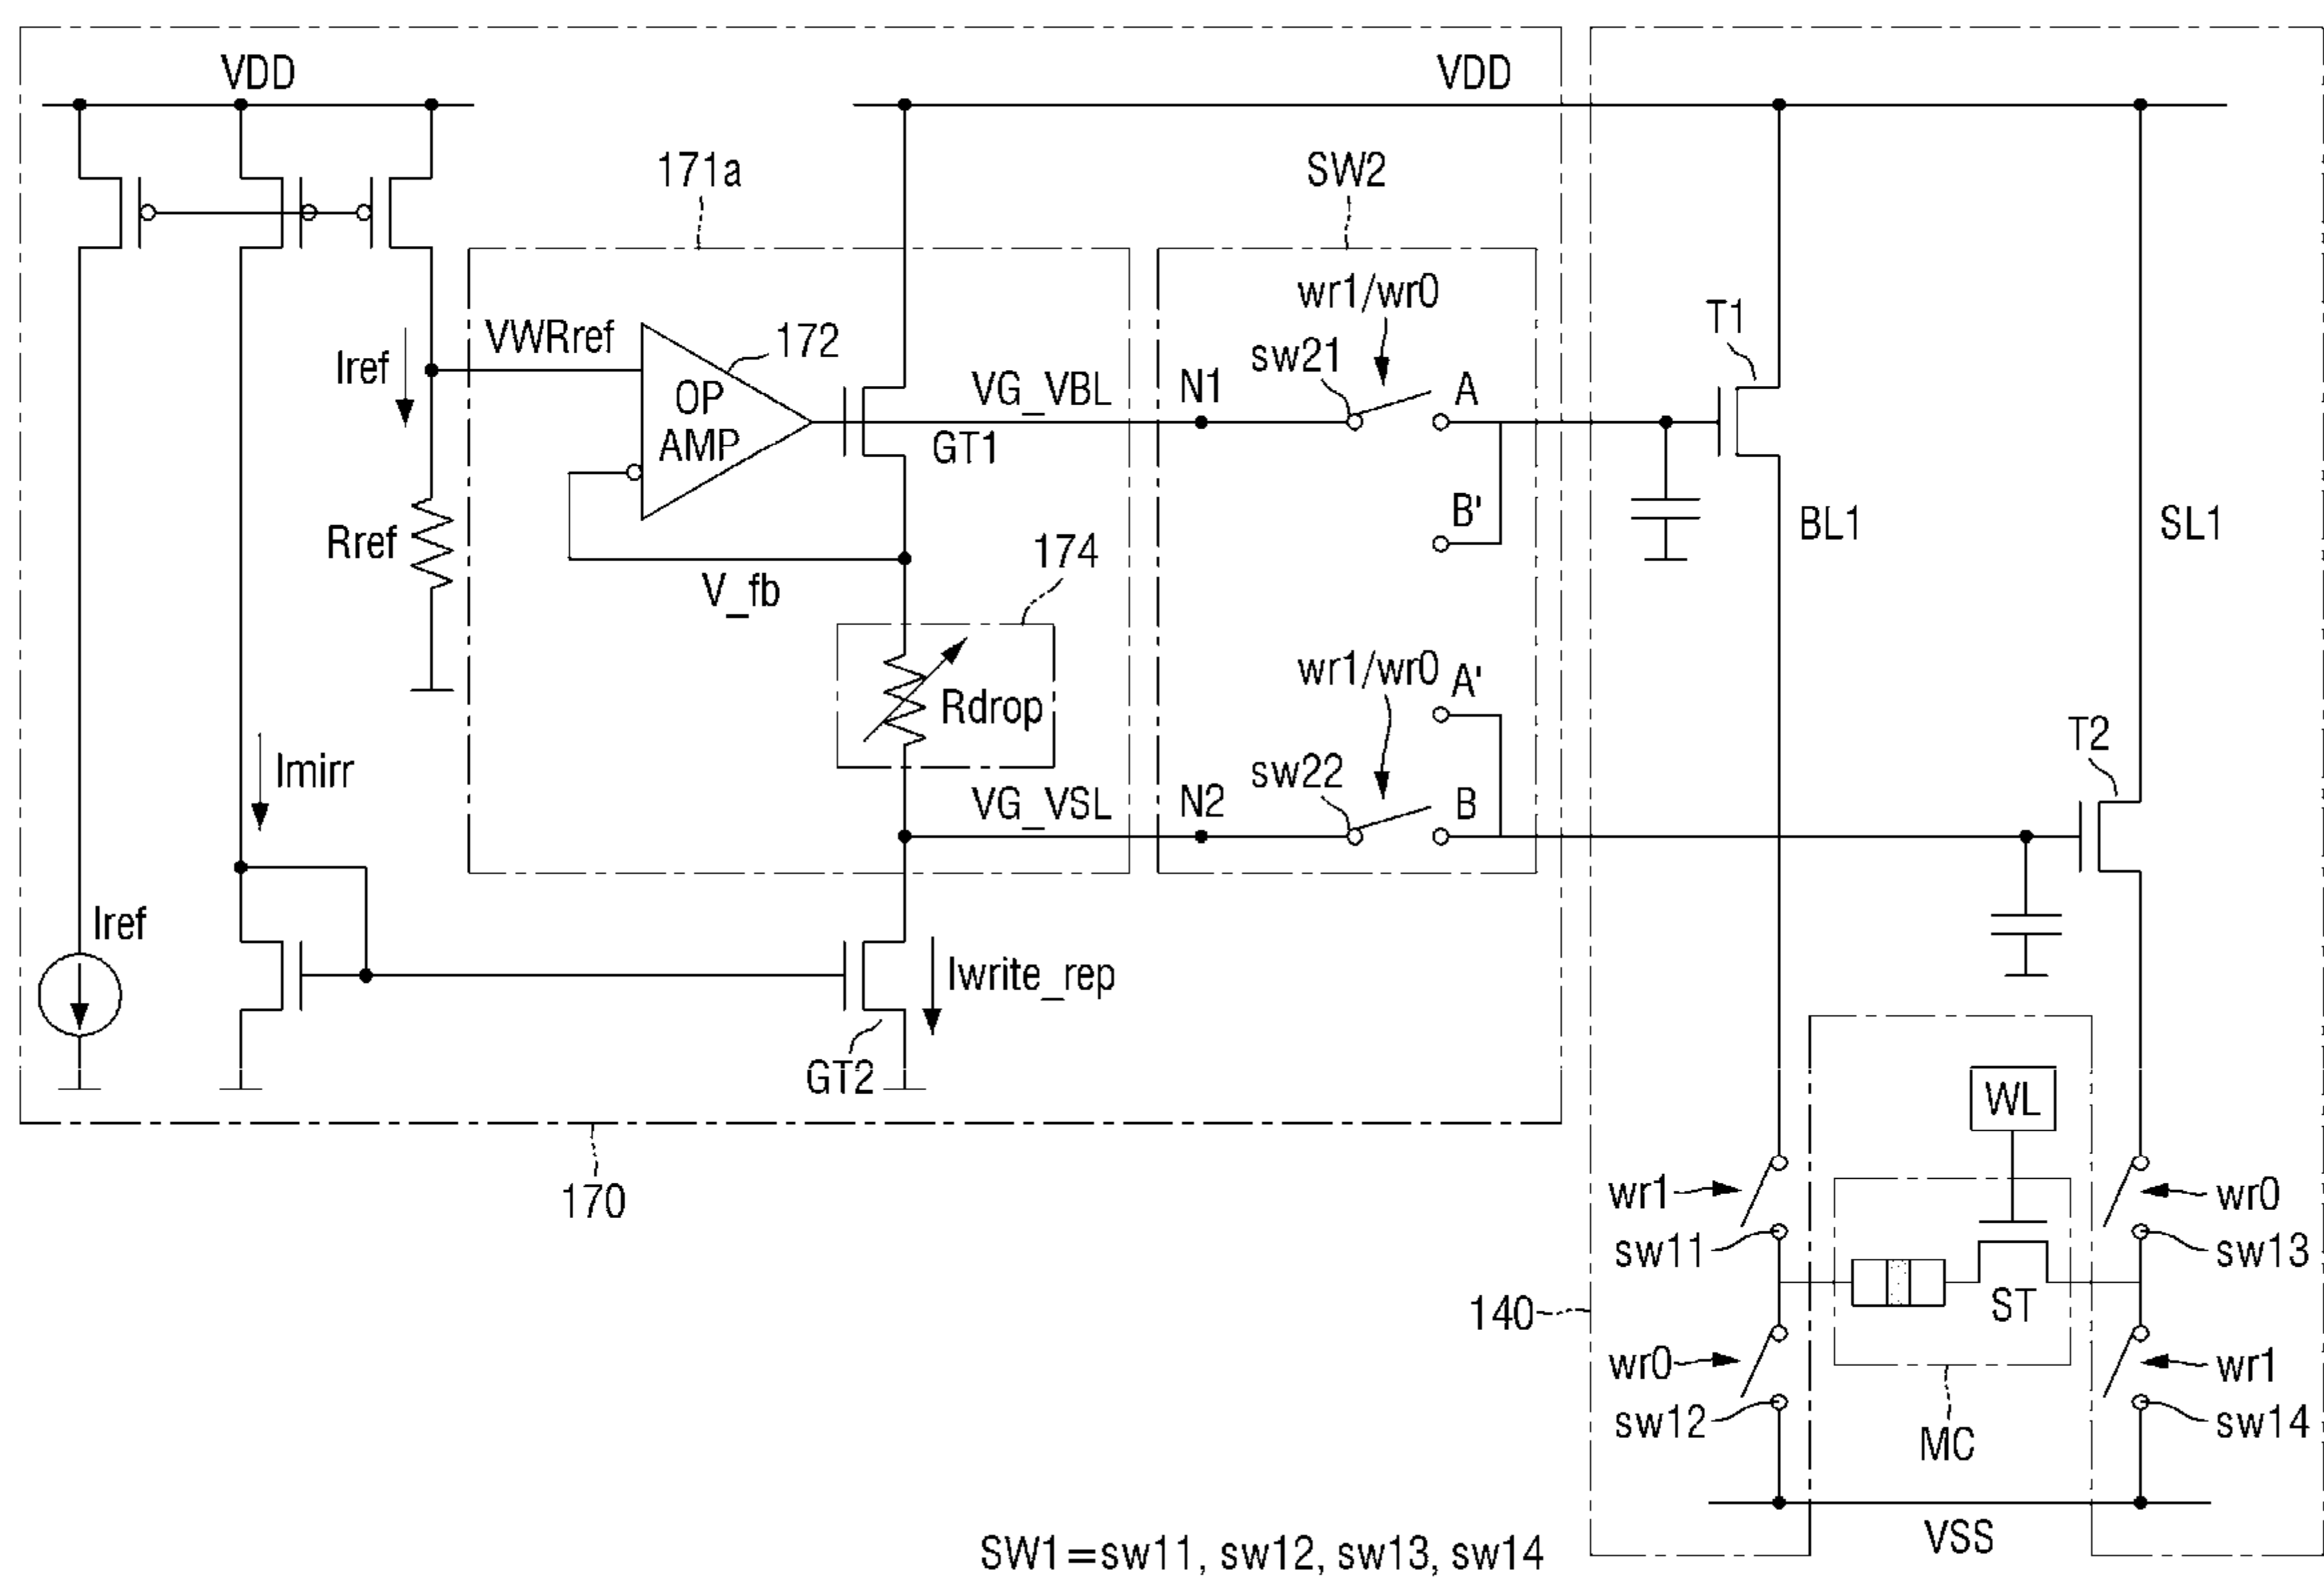 VDD
VDD
171a
SW2
wr1/wr0
T1
VWRref
172
sw21
Iref
OP
AMP
VG_VBL
N1
A
GT1
B'
Rref
174
BL1
SL1
V_fb
wr1/wr0
A'
Rdrop
T2
Imirr
sw22
VG_VSL
N2
B
Iref
Iwrite_rep
GT2
WL
170
wr1
wr0
sw11
sw13
ST
140
wr0
wr1
sw12
sw14
MC
VSS
SW1=sw11, sw12, sw13, sw14